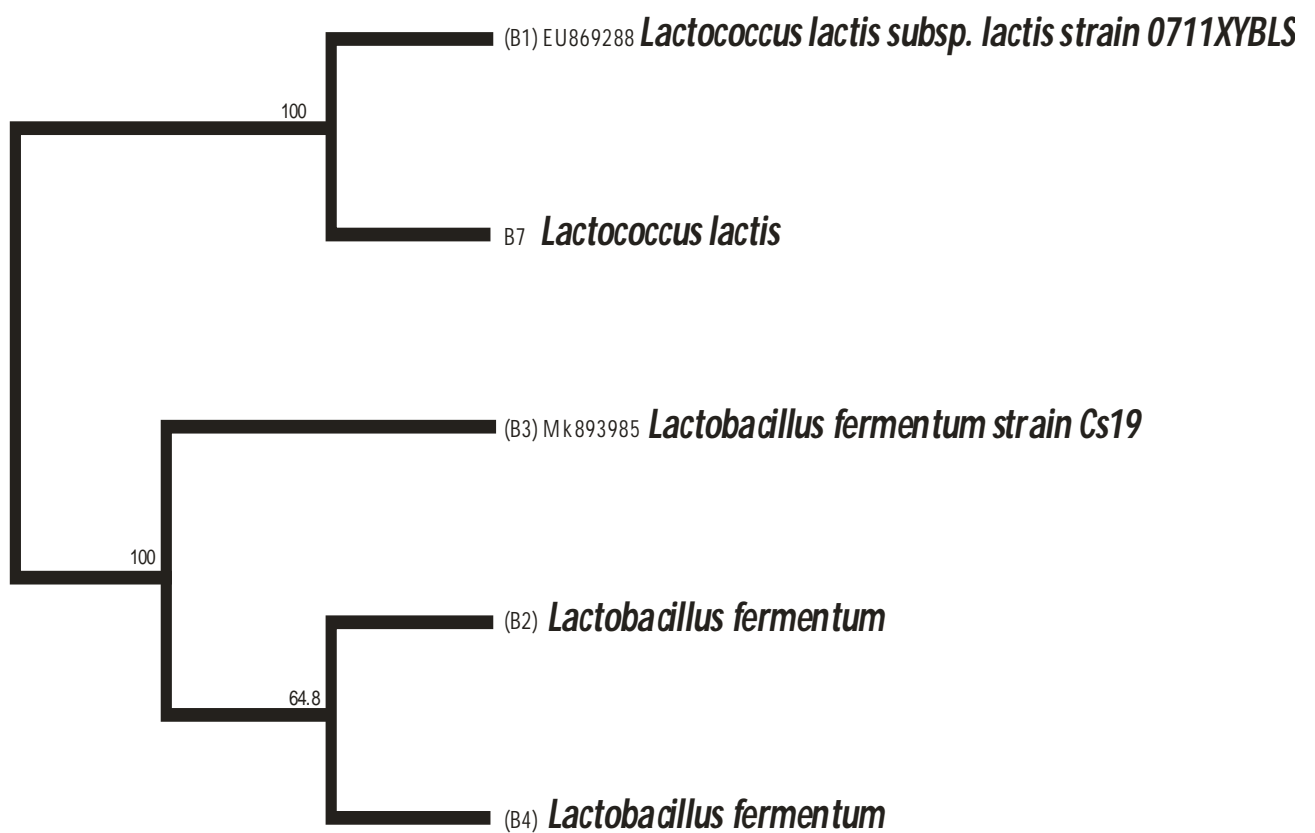 (B1) EU869288 Lactococcus lactis subsp. lactis strain 0711XYBLS
100
B7 Lactococcus lactis
(B3) Mk893985 Lactobacillus fermentum strain Cs19
100
(B2) Lactobacillus fermentum
64.8
(B4) Lactobacillus fermentum